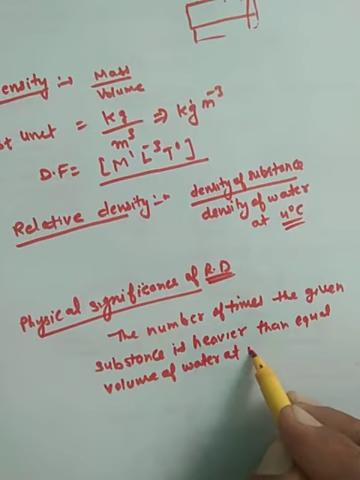 ensity :- Mass
Volume
unit = kg
m³ ⇒ kg m⁻³
D.F = [M¹ L⁻³ T⁰]
Relative density :- density of substance
density of water
at 4°C
Physical significance of R.D
The number of times the given
substance is heavier than equal
volume of water at